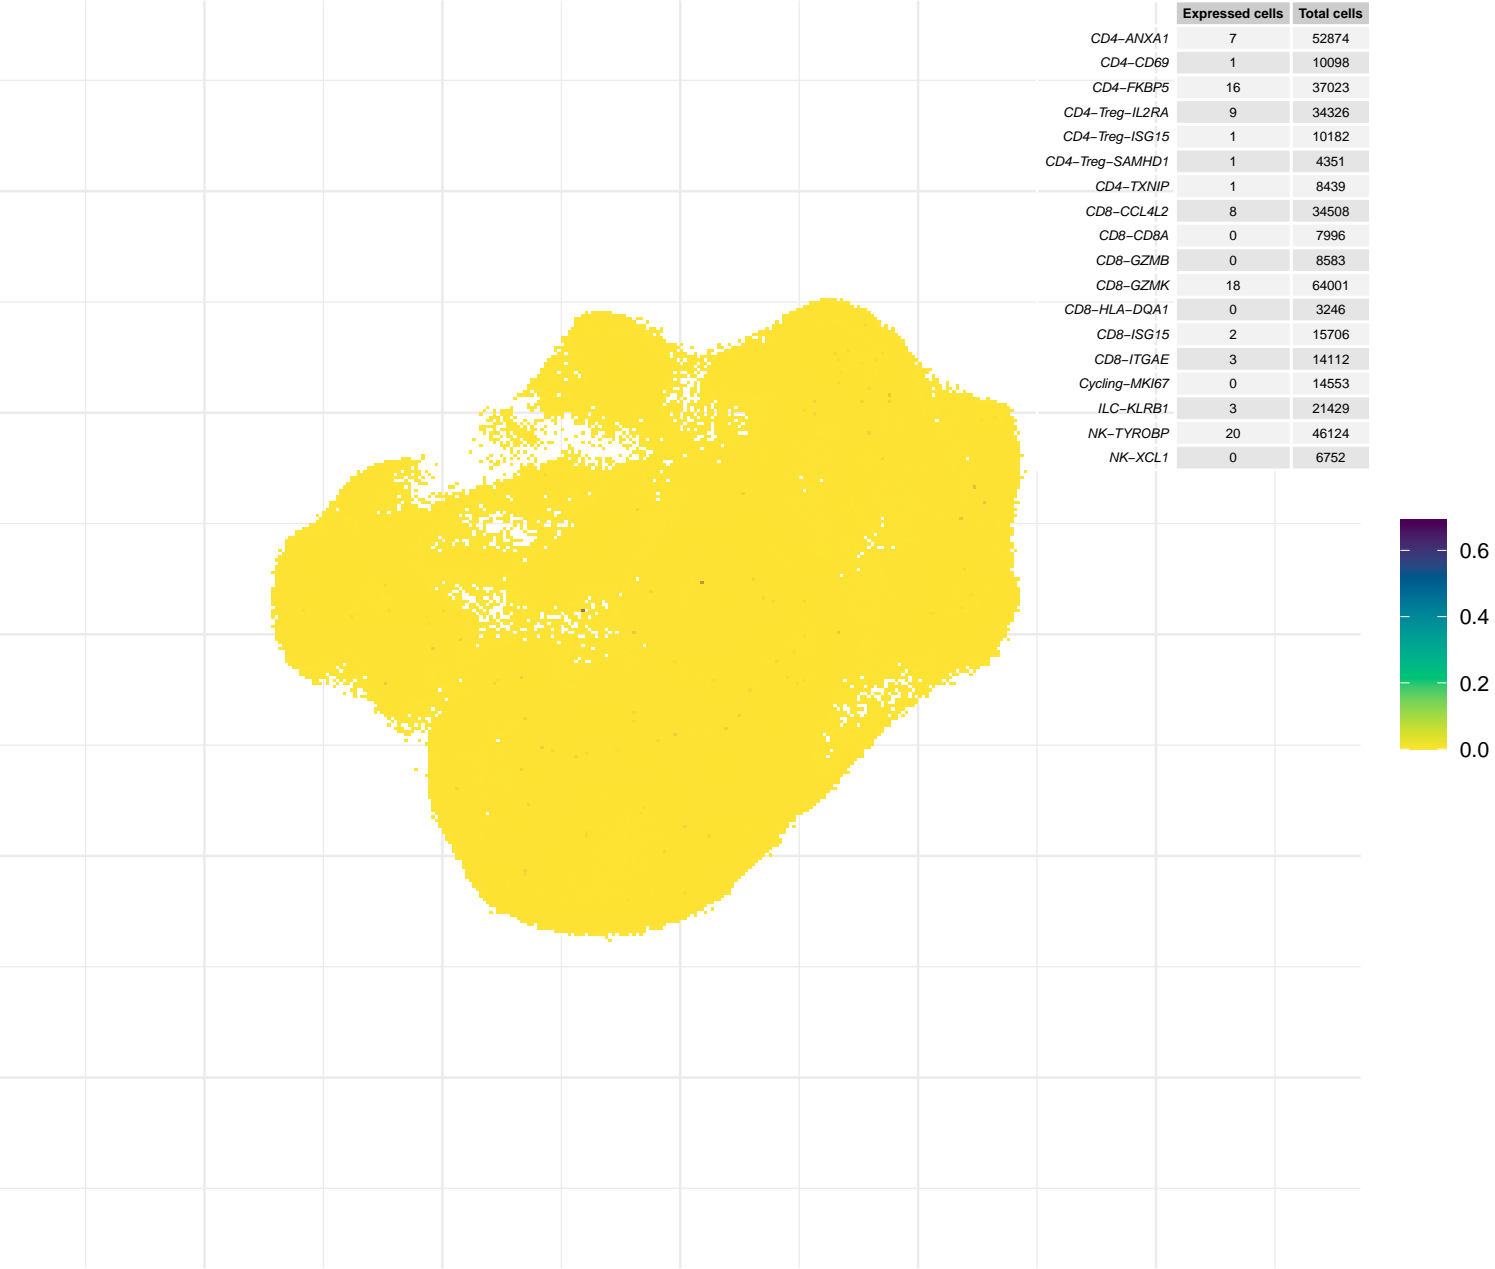 Expressed cells Total cells
CD4−ANXA1 7 52874
CD4−CD69 1 10098
CD4−FKBP5 16 37023
CD4−Treg−IL2RA 9 34326
CD4−Treg−ISG15 1 10182
CD4−Treg−SAMHD1 1 4351
CD4−TXNIP 1 8439
CD8−CCL4L2 8 34508
CD8−CD8A 0 7996
CD8−GZMB 0 8583
CD8−GZMK 18 64001
CD8−HLA−DQA1 0 3246
CD8−ISG15 2 15706
CD8−ITGAE 3 14112
Cycling−MKI67 0 14553
ILC−KLRB1 3 21429
NK−TYROBP 20 46124
NK−XCL1 0 6752
0.6
0.4
0.2
0.0